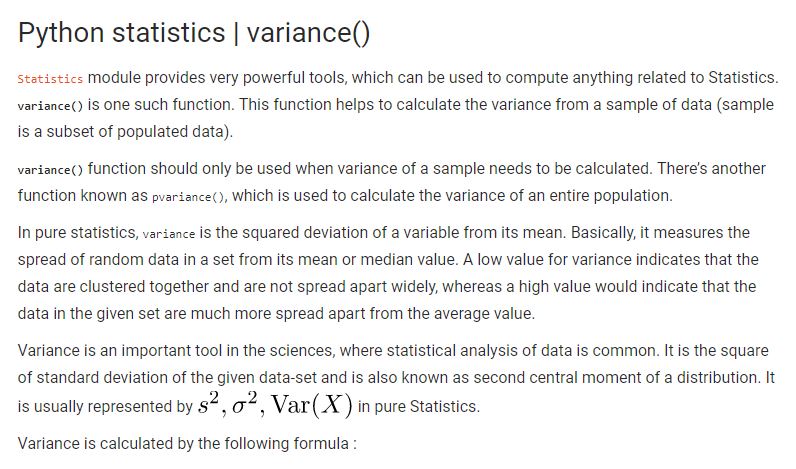 Python statistics | variance()
Statistics module provides very powerful tools, which can be used to compute anything related to Statistics.
variance() is one such function. This function helps to calculate the variance from a sample of data (sample
is a subset of populated data).
variance() function should only be used when variance of a sample needs to be calculated. There's another
function known as pvariance(), which is used to calculate the variance of an entire population.
In pure statistics, variance is the squared deviation of a variable from its mean. Basically, it measures the
spread of random data in a set from its mean or median value. A low value for variance indicates that the
data are clustered together and are not spread apart widely, whereas a high value would indicate that the
data in the given set are much more spread apart from the average value.
Variance is an important tool in the sciences, where statistical analysis of data is common. It is the square
of standard deviation of the given data-set and is also known as second central moment of a distribution. It
is usually represented by s², σ², Var(X) in pure Statistics.
Variance is calculated by the following formula :